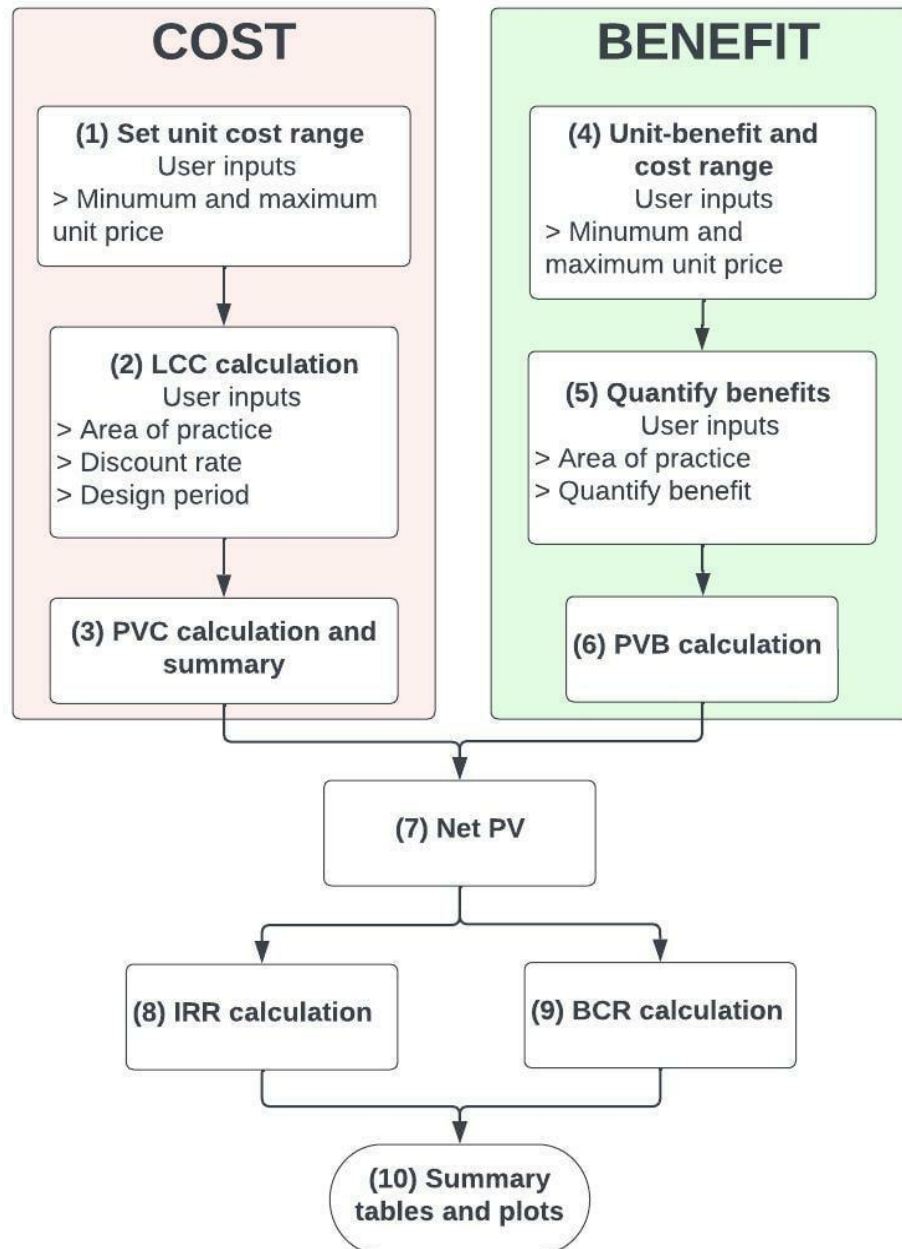 COST
(1) Set unit cost range
User inputs
> Minumum and maximum
unit price
(2) LCC calculation
User inputs
> Area of practice
> Discount rate
> Design period
(3) PVC calculation and
summary
BENEFIT
(4) Unit-benefit and
cost range
User inputs
> Minumum and
maximum unit price
(5) Quantify benefits
User inputs
> Area of practice
> Quantify benefit
(6) PVB calculation
(7) Net PV
(8) IRR calculation
(9) BCR calculation
(10) Summary
tables and plots